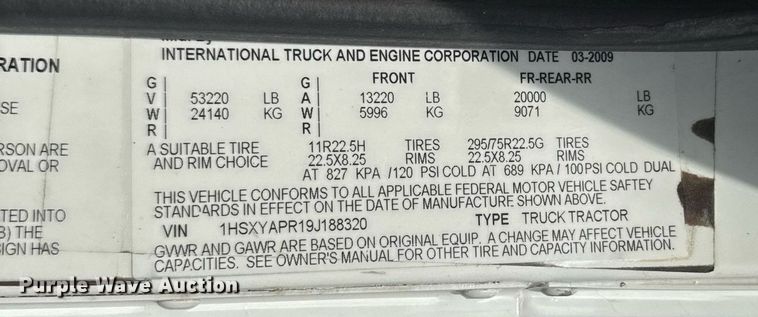 INTERNATIONAL TRUCK AND ENGINE CORPORATION DATE 03-2009
RATION
G G FRONT FR-REAR-RR
V 53220 LB A 13220 LB 20000 LB
SE
W 24140 KG W 5996 KG 9071 KG
R R
ERSON ARE
A SUITABLE TIRE 11R22.5H TIRES 295/75R22.5G TIRES
OVAL OR
AND RIM CHOICE 22.5X8.25 RIMS 22.5X8.25 RIMS
AT 827 KPA /120 PSI COLD AT 689 KPA / 100PSI COLD DUAL
THIS VEHICLE CONFORMS TO ALL APPLICABLE FEDERAL MOTOR VEHICLE SAFTEY
STANDARDS IN EFFECT ON THE DATE OF MANUFACTURE SHOWN ABOVE.
ATED INTO
VIN 1HSXYAPR19J188320 TYPE TRUCK TRACTOR
3) THE
SIGN HAS
GVWR AND GAWR ARE BASED ON ORIGINAL EQUIP. A CHANGE MAY AFFECT VEHICLE
CAPACITIES. SEE OWNER'S MANUAL FOR OTHER TIRE AND CAPACITY INFORMATION.
Purple Wave Auction